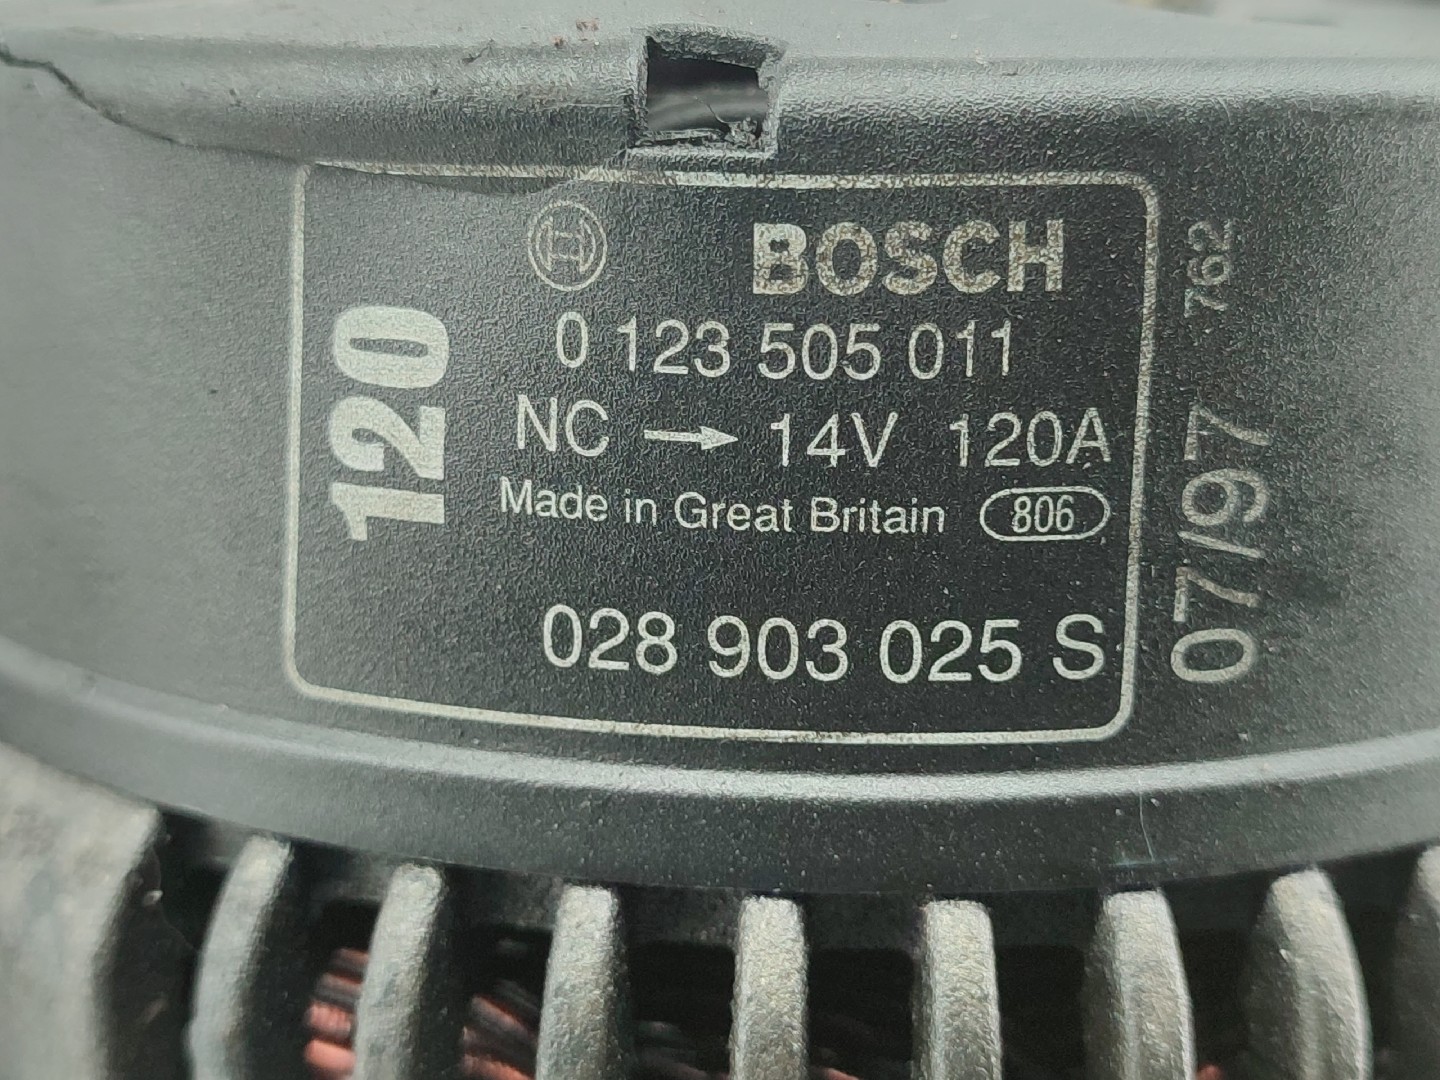 BOSCH
120
0 123 505 011
NC → 14V 120A
Made in Great Britain 806
028 903 025 S
07/97 762